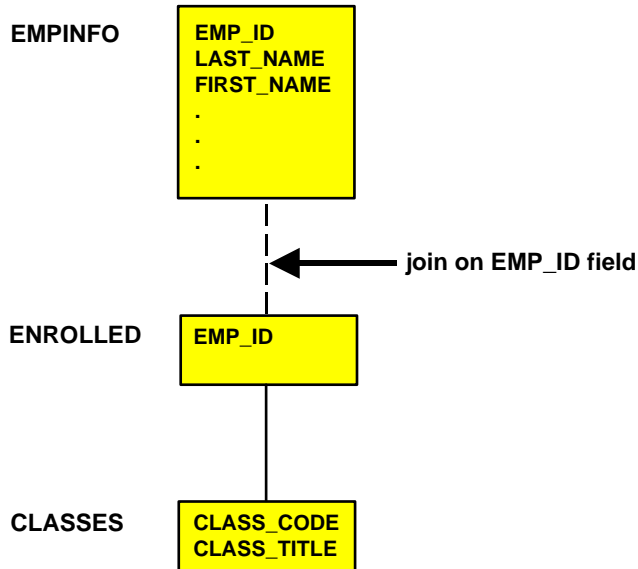 EMPINFO
EMP_ID
LAST_NAME
FIRST_NAME
.
.
.
join on EMP_ID field
ENROLLED
EMP_ID
CLASSES
CLASS_CODE
CLASS_TITLE